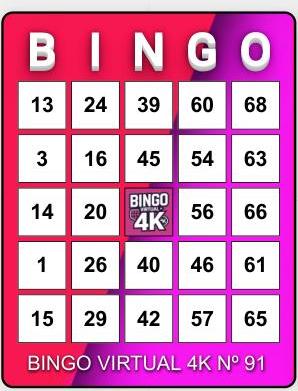 BINGO
13 24 39 60 68
3 16 45 54 63
14 20 BINGO VIRTUAL 4K 56 66
1 26 40 46 61
15 29 42 57 65
BINGO VIRTUAL 4K Nº 91